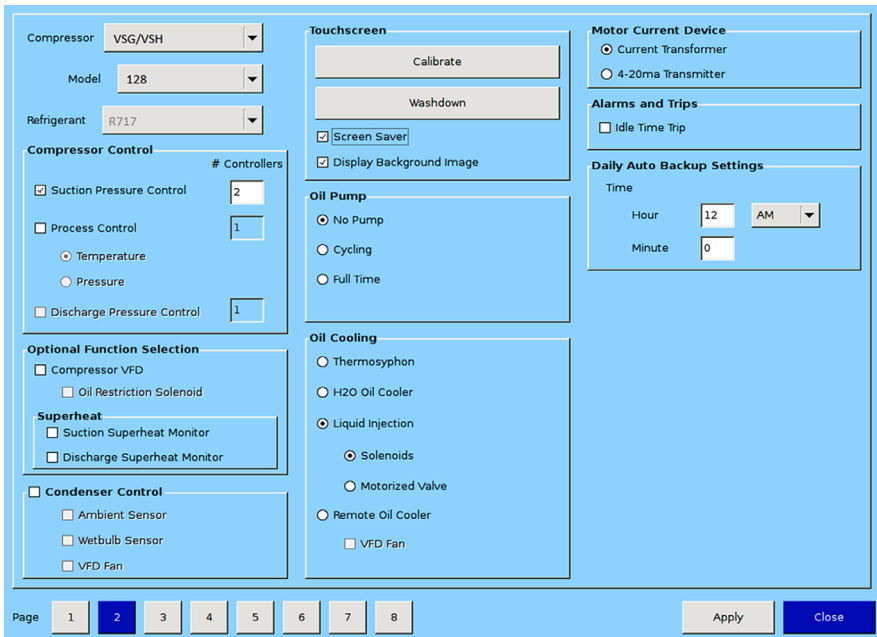 Compressor VSG/VSH
Model 128
Refrigerant R717
Compressor Control
# Controllers
Suction Pressure Control 2
Process Control 1
Temperature
Pressure
Discharge Pressure Control 1
Optional Function Selection
Compressor VFD
Oil Restriction Solenoid
Superheat
Suction Superheat Monitor
Discharge Superheat Monitor
Condenser Control
Ambient Sensor
Wetbulb Sensor
VFD Fan
Touchscreen
Calibrate
Washdown
Screen Saver
Display Background Image
Oil Pump
No Pump
Cycling
Full Time
Oil Cooling
Thermosyphon
H2O Oil Cooler
Liquid Injection
Solenoids
Motorized Valve
Remote Oil Cooler
VFD Fan
Motor Current Device
Current Transformer
4-20ma Transmitter
Alarms and Trips
Idle Time Trip
Daily Auto Backup Settings
Time
Hour 12 AM
Minute 0
Page 1 2 3 4 5 6 7 8 Apply Close